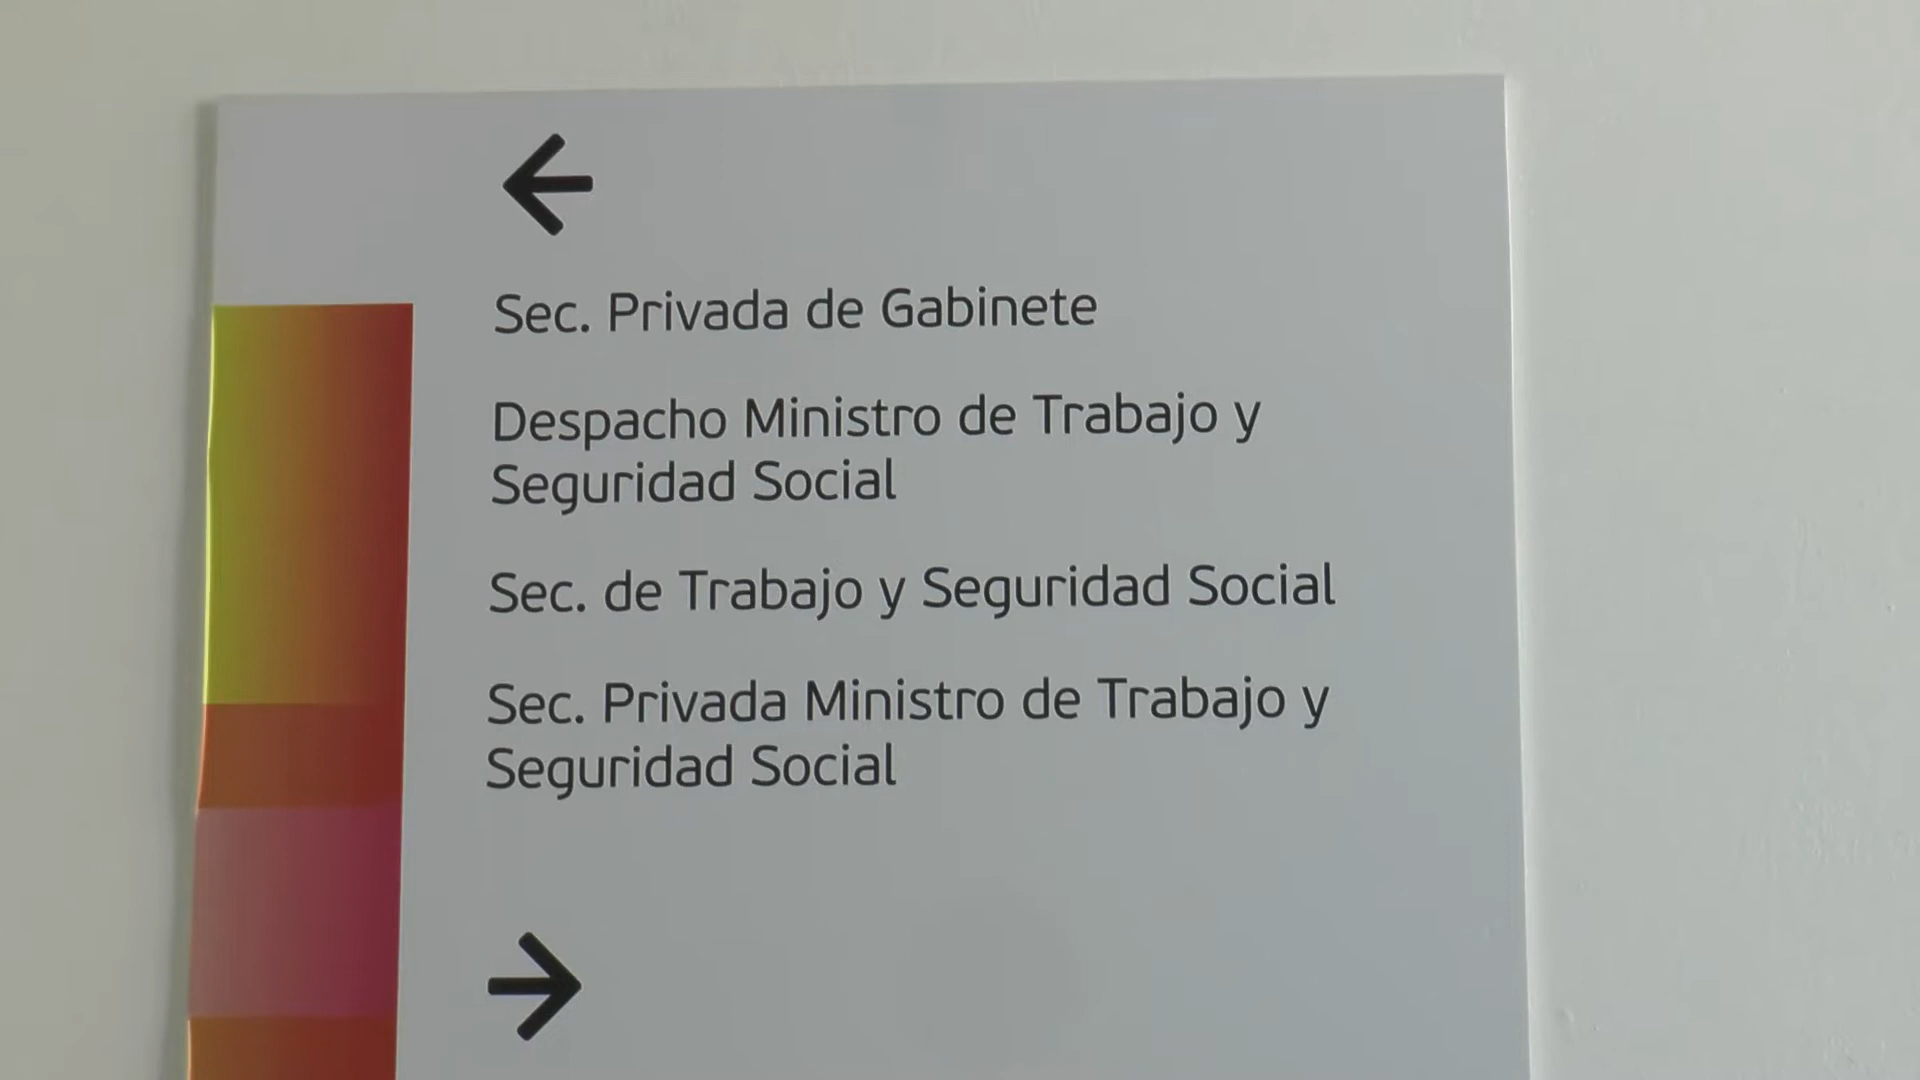 Sec. Privada de Gabinete
Despacho Ministro de Trabajo y
Seguridad Social
Sec. de Trabajo y Seguridad Social
Sec. Privada Ministro de Trabajo y
Seguridad Social